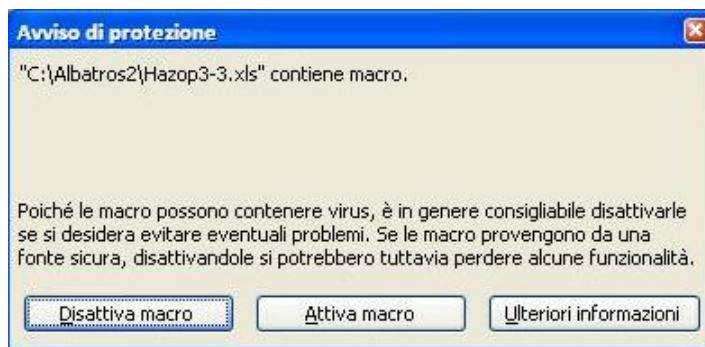 Avviso di protezione
"C:\Albatros2\Hazop3-3.xls" contiene macro.
Poiché le macro possono contenere virus, è in genere consigliabile disattivarle
se si desidera evitare eventuali problemi. Se le macro provengono da una
fonte sicura, disattivandole si potrebbero tuttavia perdere alcune funzionalità.
Disattiva macro
Attiva macro
Ulteriori informazioni